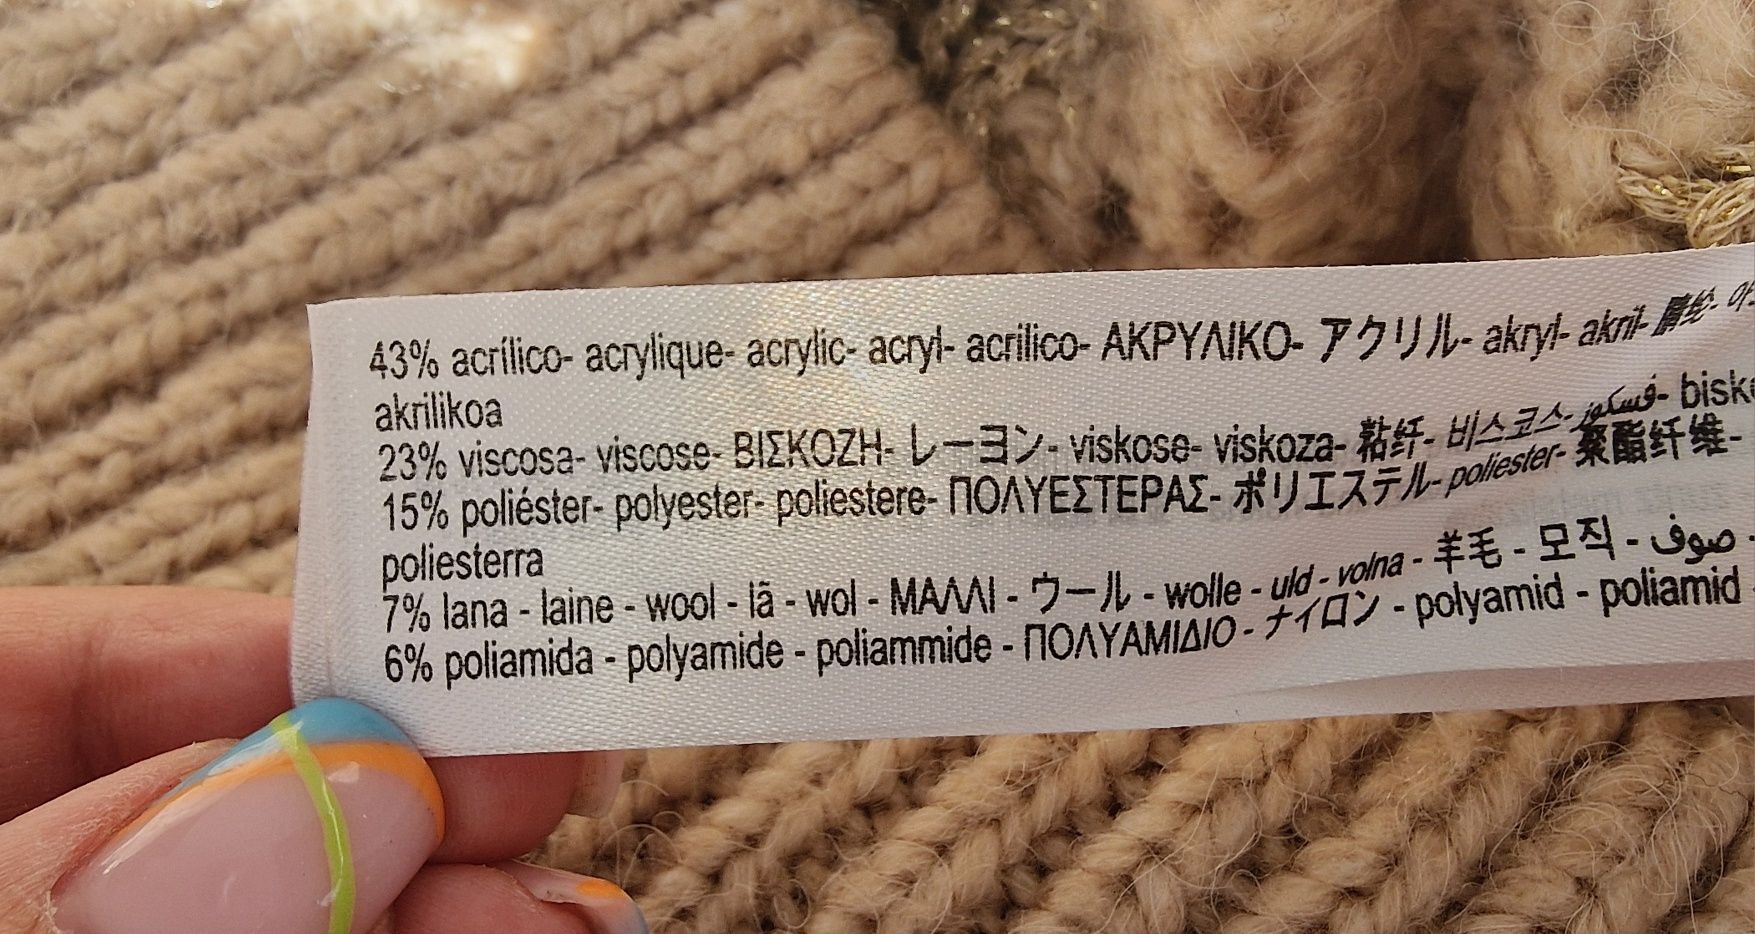 43% acrílico- acrylique- acrylic- acryl- acrilico- ΑΚΡΥΛΙΚΟ- アクリル- akryl- akril- 腈纶-
akrilikoa
23% viscosa- viscose- ΒΙΣΚΟΖΗ- レーヨン- viskose- viskoza- 粘纤- 비스코스- فسكوز-
15% poliéster- polyester- poliestere- ΠΟΛΥΕΣΤΕΡΑΣ- ポリエステル- poliester- 聚酯纤维-
poliesterra
7% lana - laine - wool - lã - wol - ΜΑΛΛΙ - ウール - wolle - uld - volna - 羊毛 - 모직 - صوف -
6% poliamida - polyamide - poliammide - ΠΟΛΥΑΜΙΔΙΟ - ナイロン - polyamid - poliamid